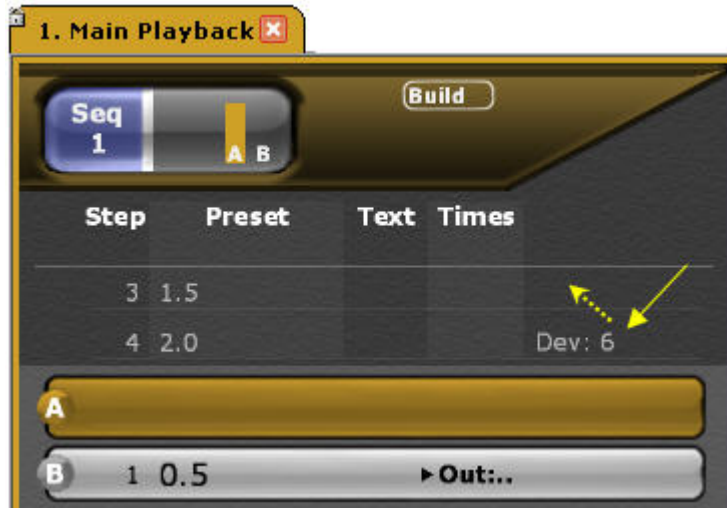 1. Main Playback
Build
Seq
1
A B
Step Preset Text Times
3 1.5
4 2.0 Dev: 6
A
B 1 0.5 ▸Out:..